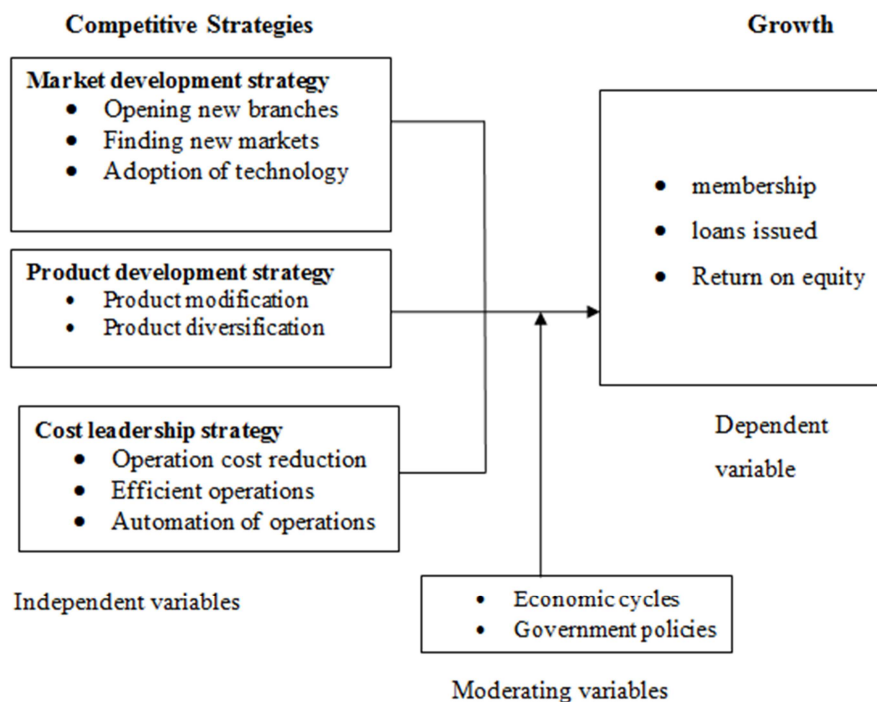 Competitive Strategies
Growth
Market development strategy
• Opening new branches
• Finding new markets
• Adoption of technology
Product development strategy
• Product modification
• Product diversification
Cost leadership strategy
• Operation cost reduction
• Efficient operations
• Automation of operations
Independent variables
• membership
• loans issued
• Return on equity
Dependent
variable
• Economic cycles
• Government policies
Moderating variables